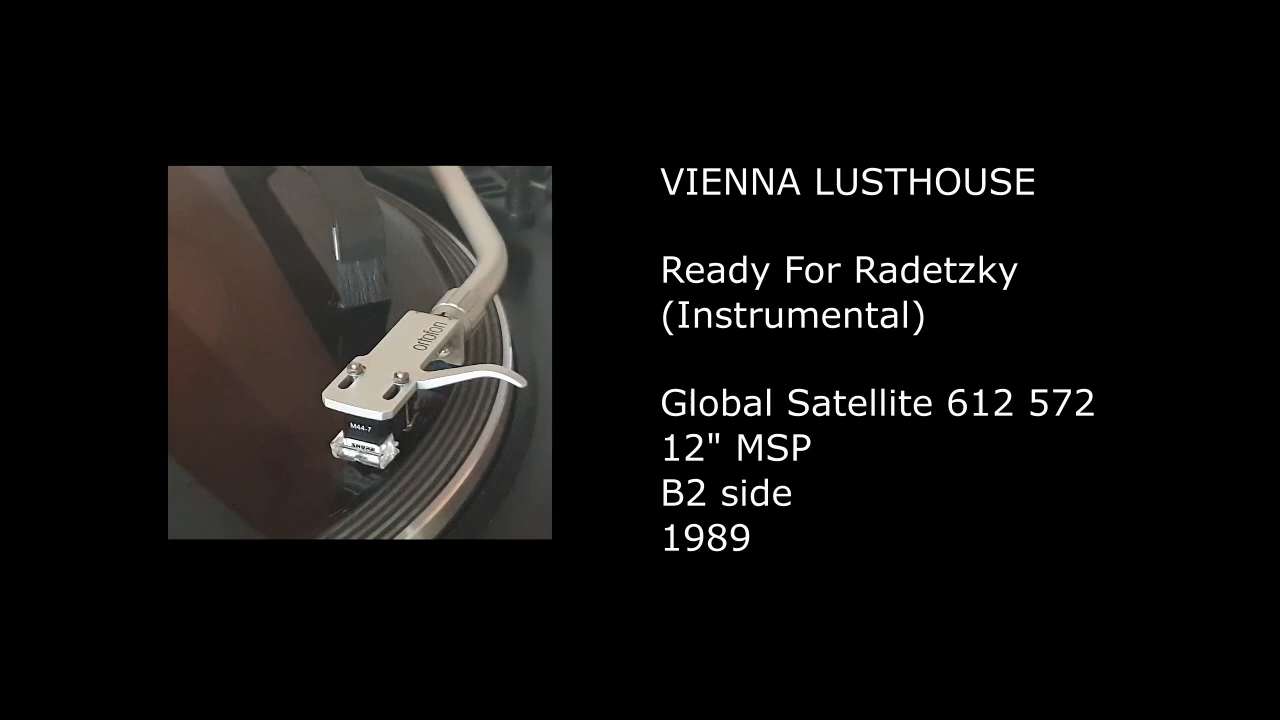 VIENNA LUSTHOUSE
Ready For Radetzky
(Instrumental)
Global Satellite 612 572
12" MSP
B2 side
1989
ortofon
M44-7
SHURE